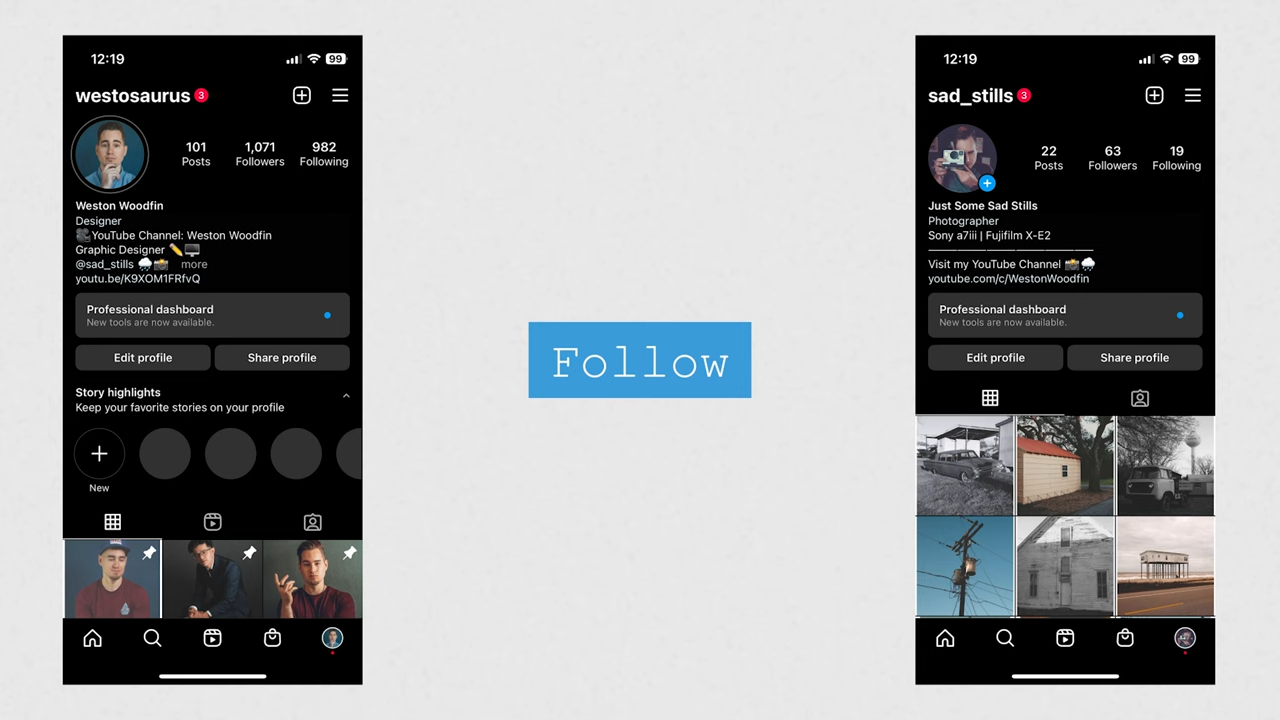 12:19
99
westosaurus 3
101 1,071 982
Posts Followers Following
Weston Woodfin
Designer
🎥YouTube Channel: Weston Woodfin
Graphic Designer ✏️🖥️
@sad_stills 🌧️📸 more
youtu.be/K9XOM1FRfvQ
Professional dashboard
New tools are now available.
Edit profile Share profile
Story highlights
Keep your favorite stories on your profile
New
Follow
12:19
99
sad_stills 3
22 63 19
Posts Followers Following
Just Some Sad Stills
Photographer
Sony a7iii | Fujifilm X-E2
Visit my YouTube Channel 📸🌧️
youtube.com/c/WestonWoodfin
Professional dashboard
New tools are now available.
Edit profile Share profile